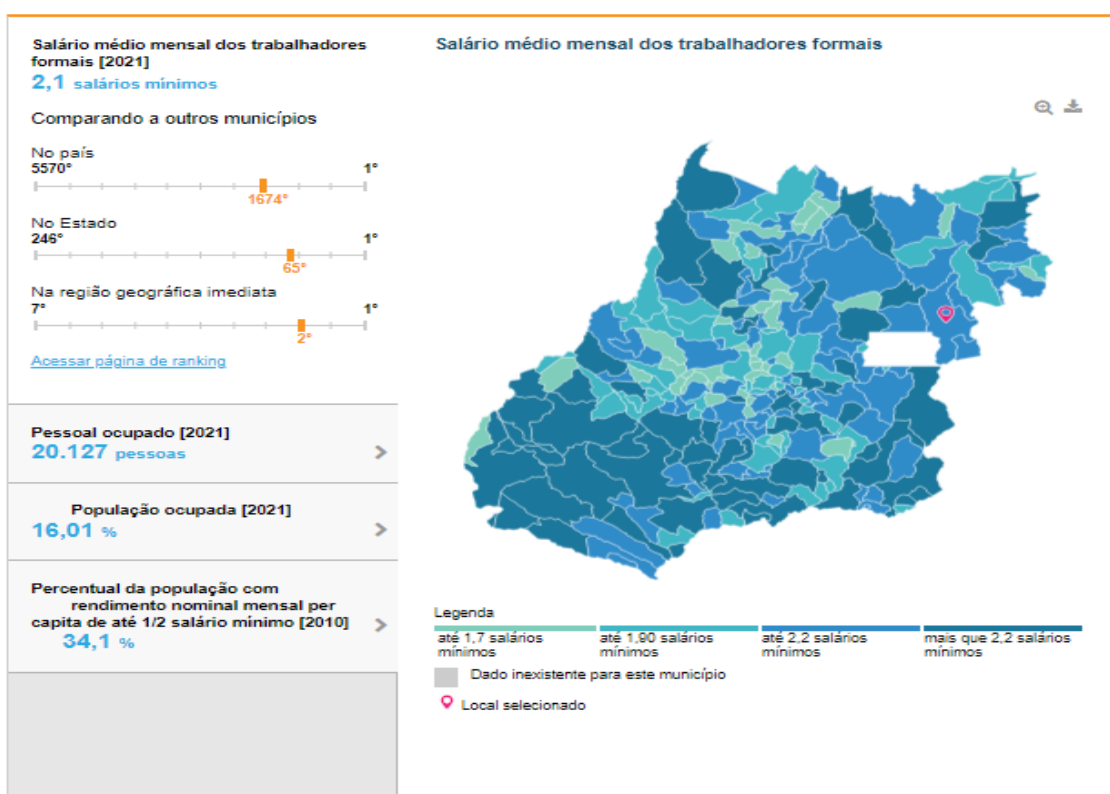 Salário médio mensal dos trabalhadores
formais [2021]
2,1 salários mínimos
Comparando a outros municípios
No país
5570° 1°
1674°
No Estado
246° 1°
65°
Na região geográfica imediata
7° 1°
2°
Acessar página de ranking
Pessoal ocupado [2021]
20.127 pessoas
População ocupada [2021]
16,01 %
Percentual da população com
rendimento nominal mensal per
capita de até 1/2 salário mínimo [2010]
34,1 %
Salário médio mensal dos trabalhadores formais
Legenda
até 1,7 salários
mínimos
até 1,90 salários
mínimos
até 2,2 salários
mínimos
mais que 2,2 salários
mínimos
Dado inexistente para este município
Local selecionado